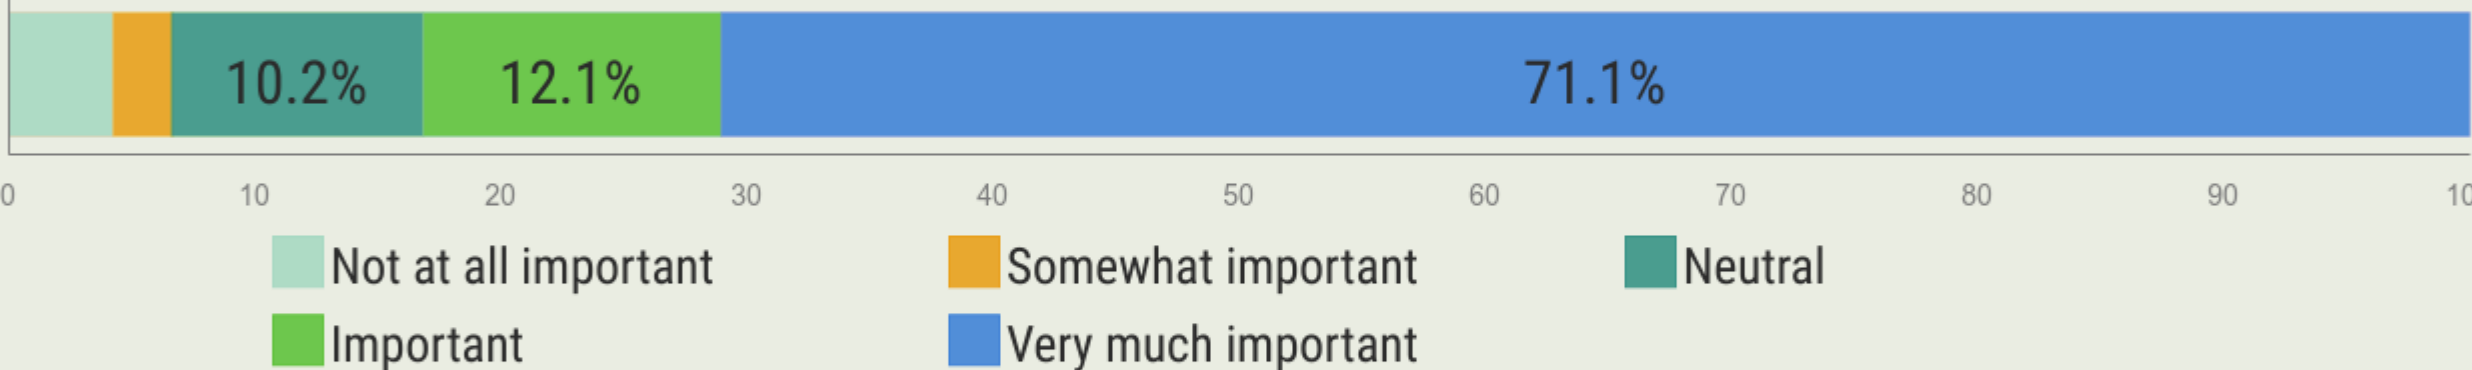 10.2% 12.1% 71.1%
0 10 20 30 40 50 60 70 80 90 10
Not at all important Somewhat important Neutral
Important Very much important